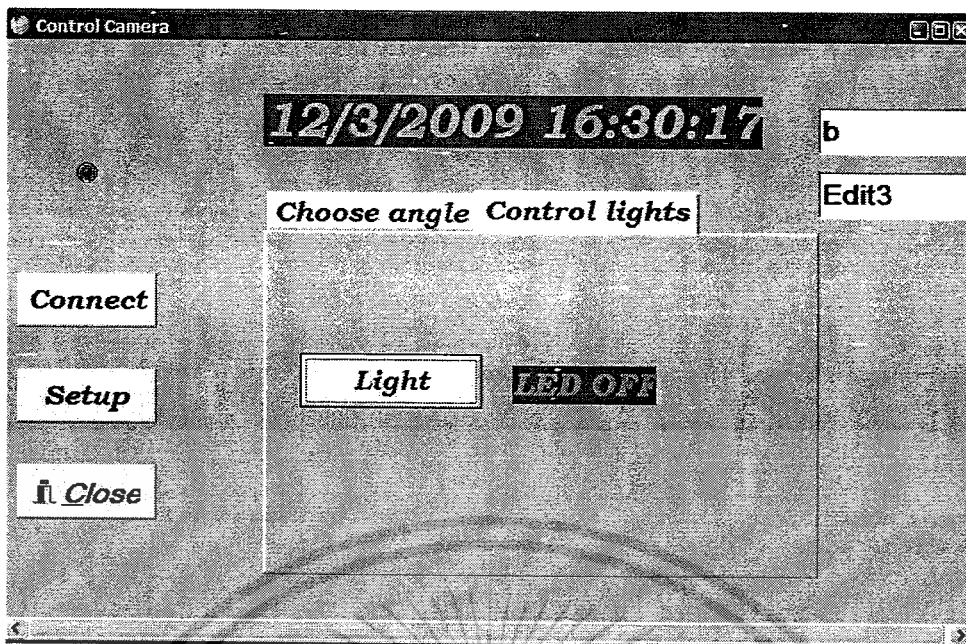 Control Camera
12/3/2009 16:30:17
b
Edit3
Choose angle Control lights
Connect
Light LED OFF
Setup
Close